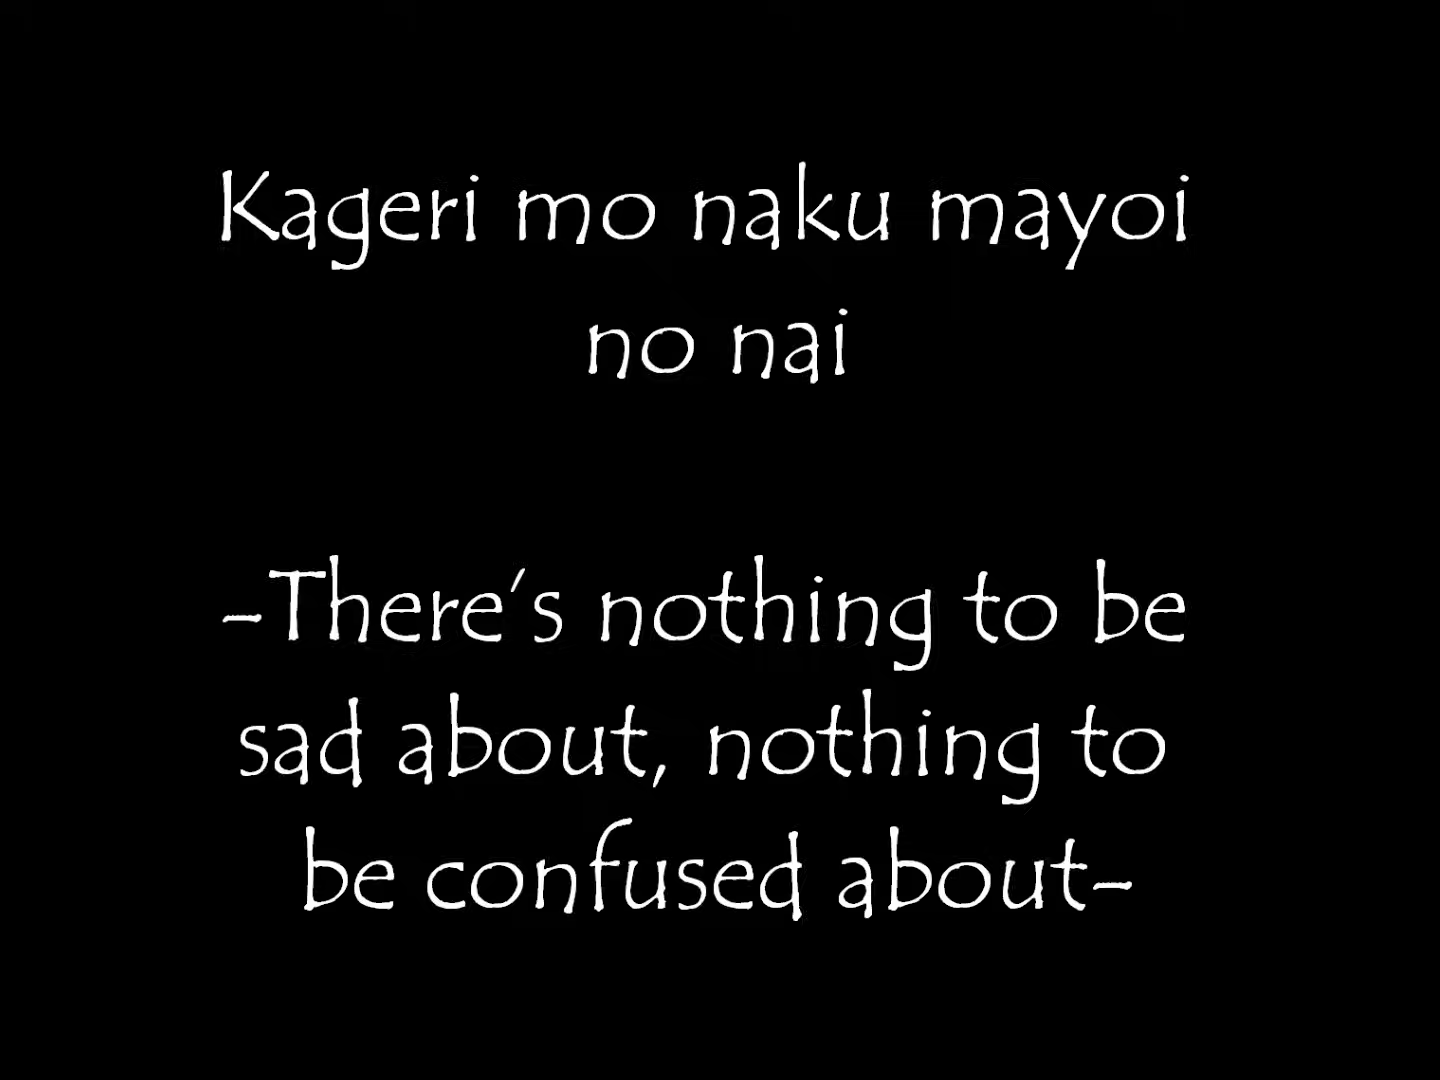 Kageri mo naku mayoi
no nai
-There's nothing to be
sad about, nothing to
be confused about-